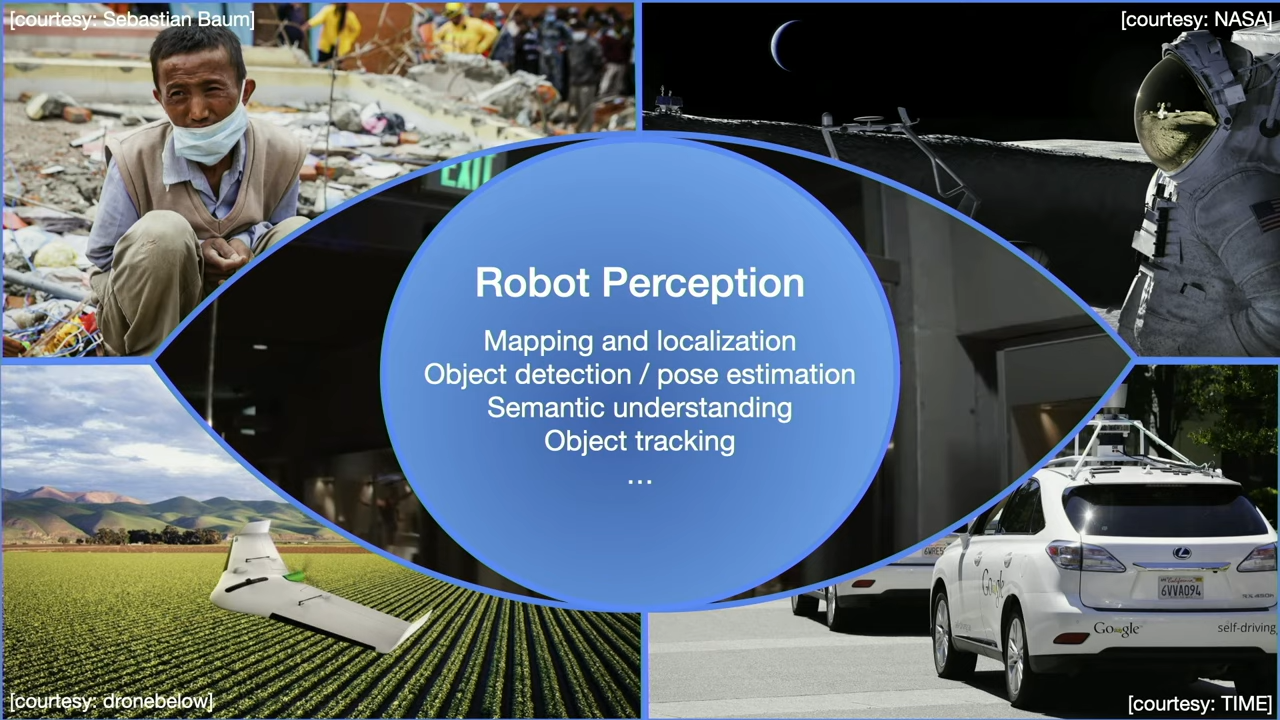 [courtesy: Sebastian Baum]
[courtesy: NASA]
EXIT
Robot Perception
Mapping and localization
Object detection / pose estimation
Semantic understanding
Object tracking
...
Google
6VVA094
Google
self-driving
[courtesy: dronebelow]
[courtesy: TIME]